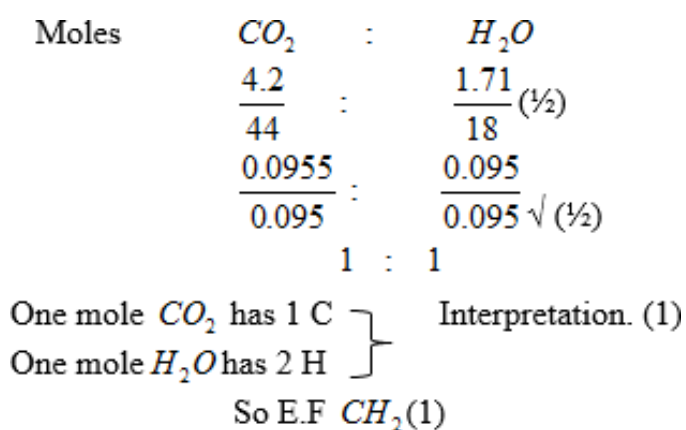 Moles CO₂ : H₂O
4.2/44 : 1.71/18 (½)
0.0955/0.095 : 0.095/0.095 √ (½)
1 : 1
One mole CO₂ has 1 C Interpretation. (1)
One mole H₂O has 2 H
So E.F CH₂(1)